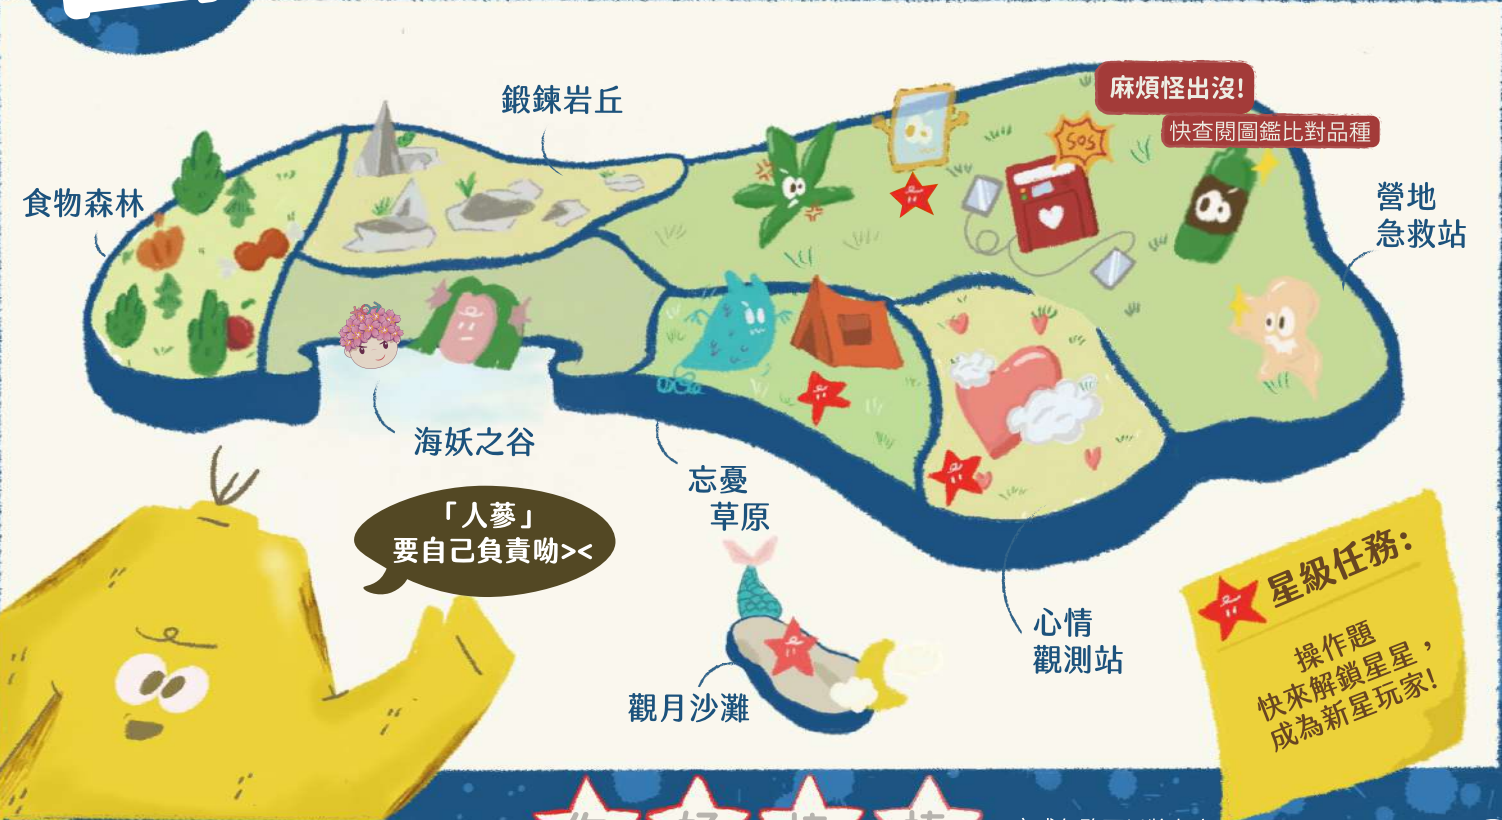 麻煩怪出沒!
快查閱圖鑑比對品種
鍛鍊岩丘
SOS
食物森林
營地
急救站
海妖之谷
忘憂
草原
「人蔘」
要自己負責呦><
星級任務:
操作題
快來解鎖星星，
成為新星玩家!
心情
觀測站
觀月沙灘